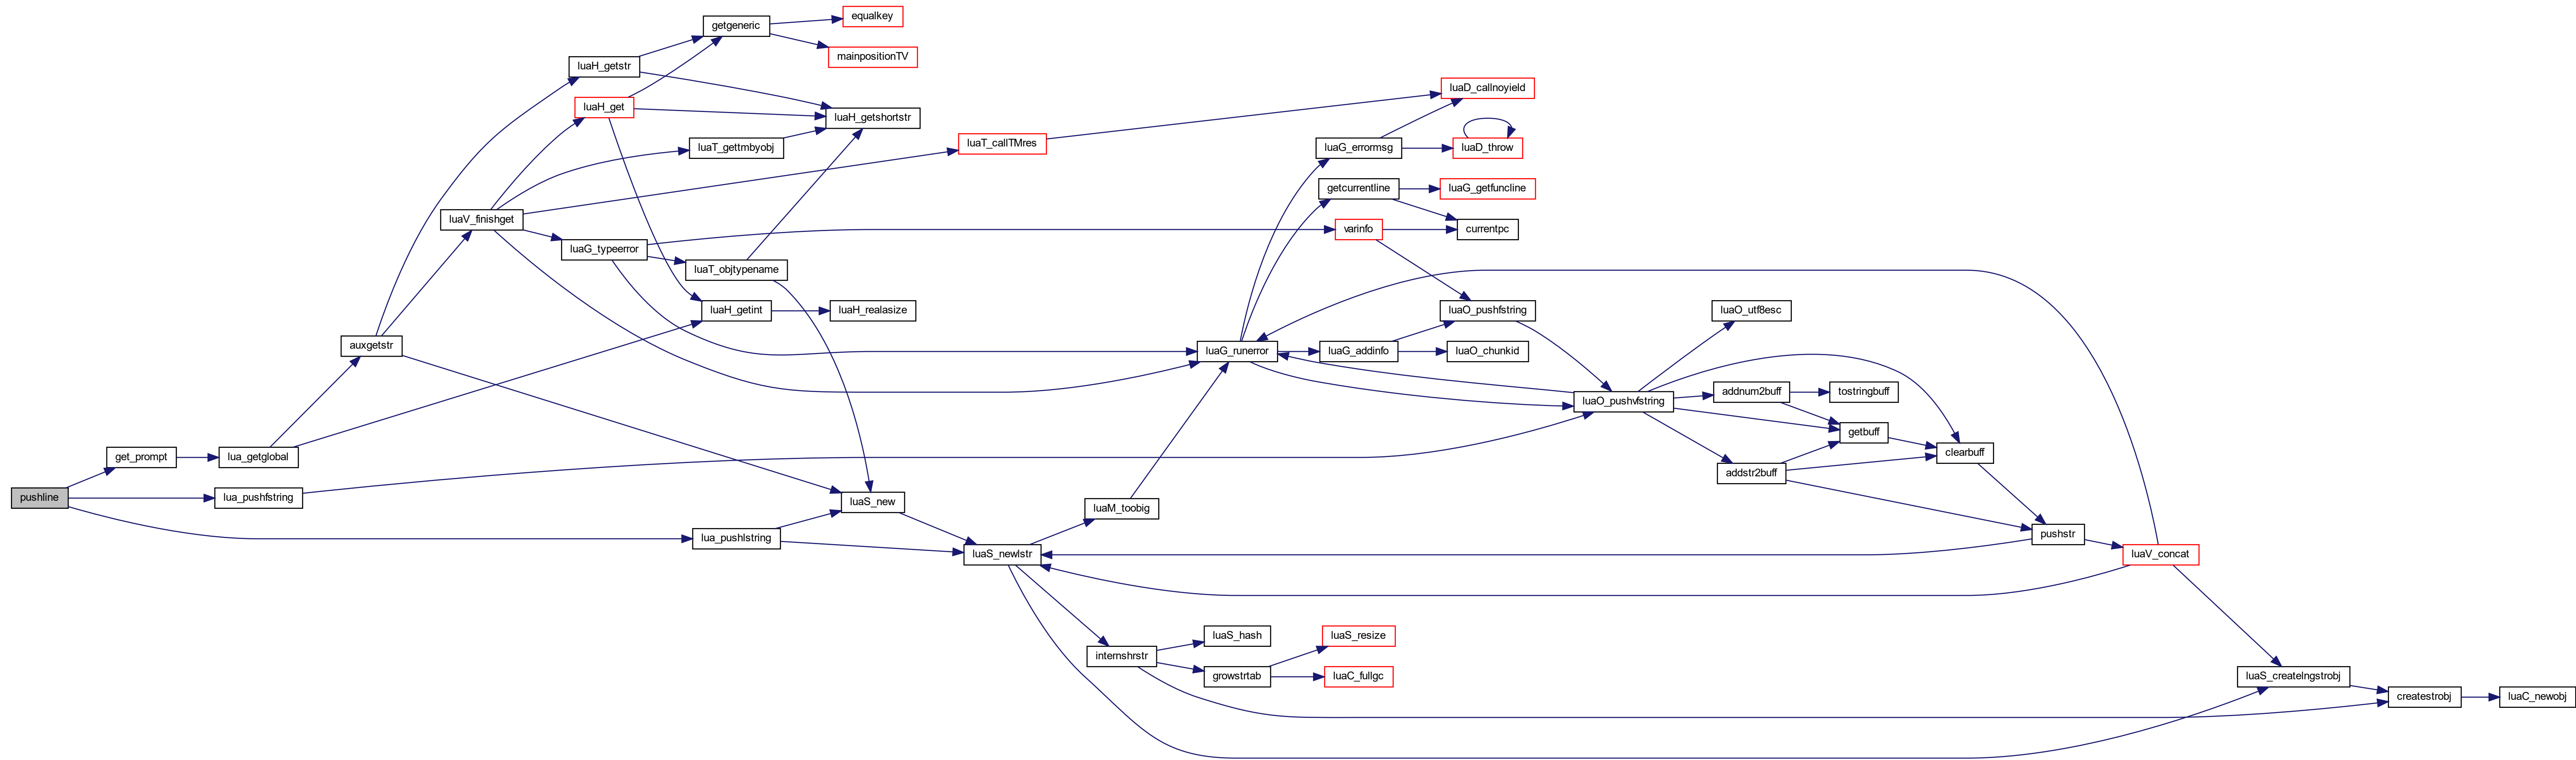 equalkey
getgeneric
mainpositionTV
luaH_getstr
luaD_callnoyield
luaH_get
luaH_getshortstr
luaT_callTMres
luaT_gettmbyobj
luaG_errormsg
luaD_throw
getcurrentline
luaG_getfuncline
luaV_finishget
varinfo
currentpc
luaG_typeerror
luaT_objtypename
luaH_getint
luaH_realasize
luaO_pushfstring
luaO_utf8esc
auxgetstr
luaG_runerror
luaG_addinfo
luaO_chunkid
luaO_pushvfstring
addnum2buff
tostringbuff
getbuff
get_prompt
lua_getglobal
clearbuff
addstr2buff
pushline
lua_pushfstring
luaS_new
luaM_toobig
lua_pushlstring
pushstr
luaS_newlstr
luaV_concat
luaS_hash
luaS_resize
internshrstr
growstrtab
luaC_fullgc
luaS_createlngstrobj
createstrobj
luaC_newobj